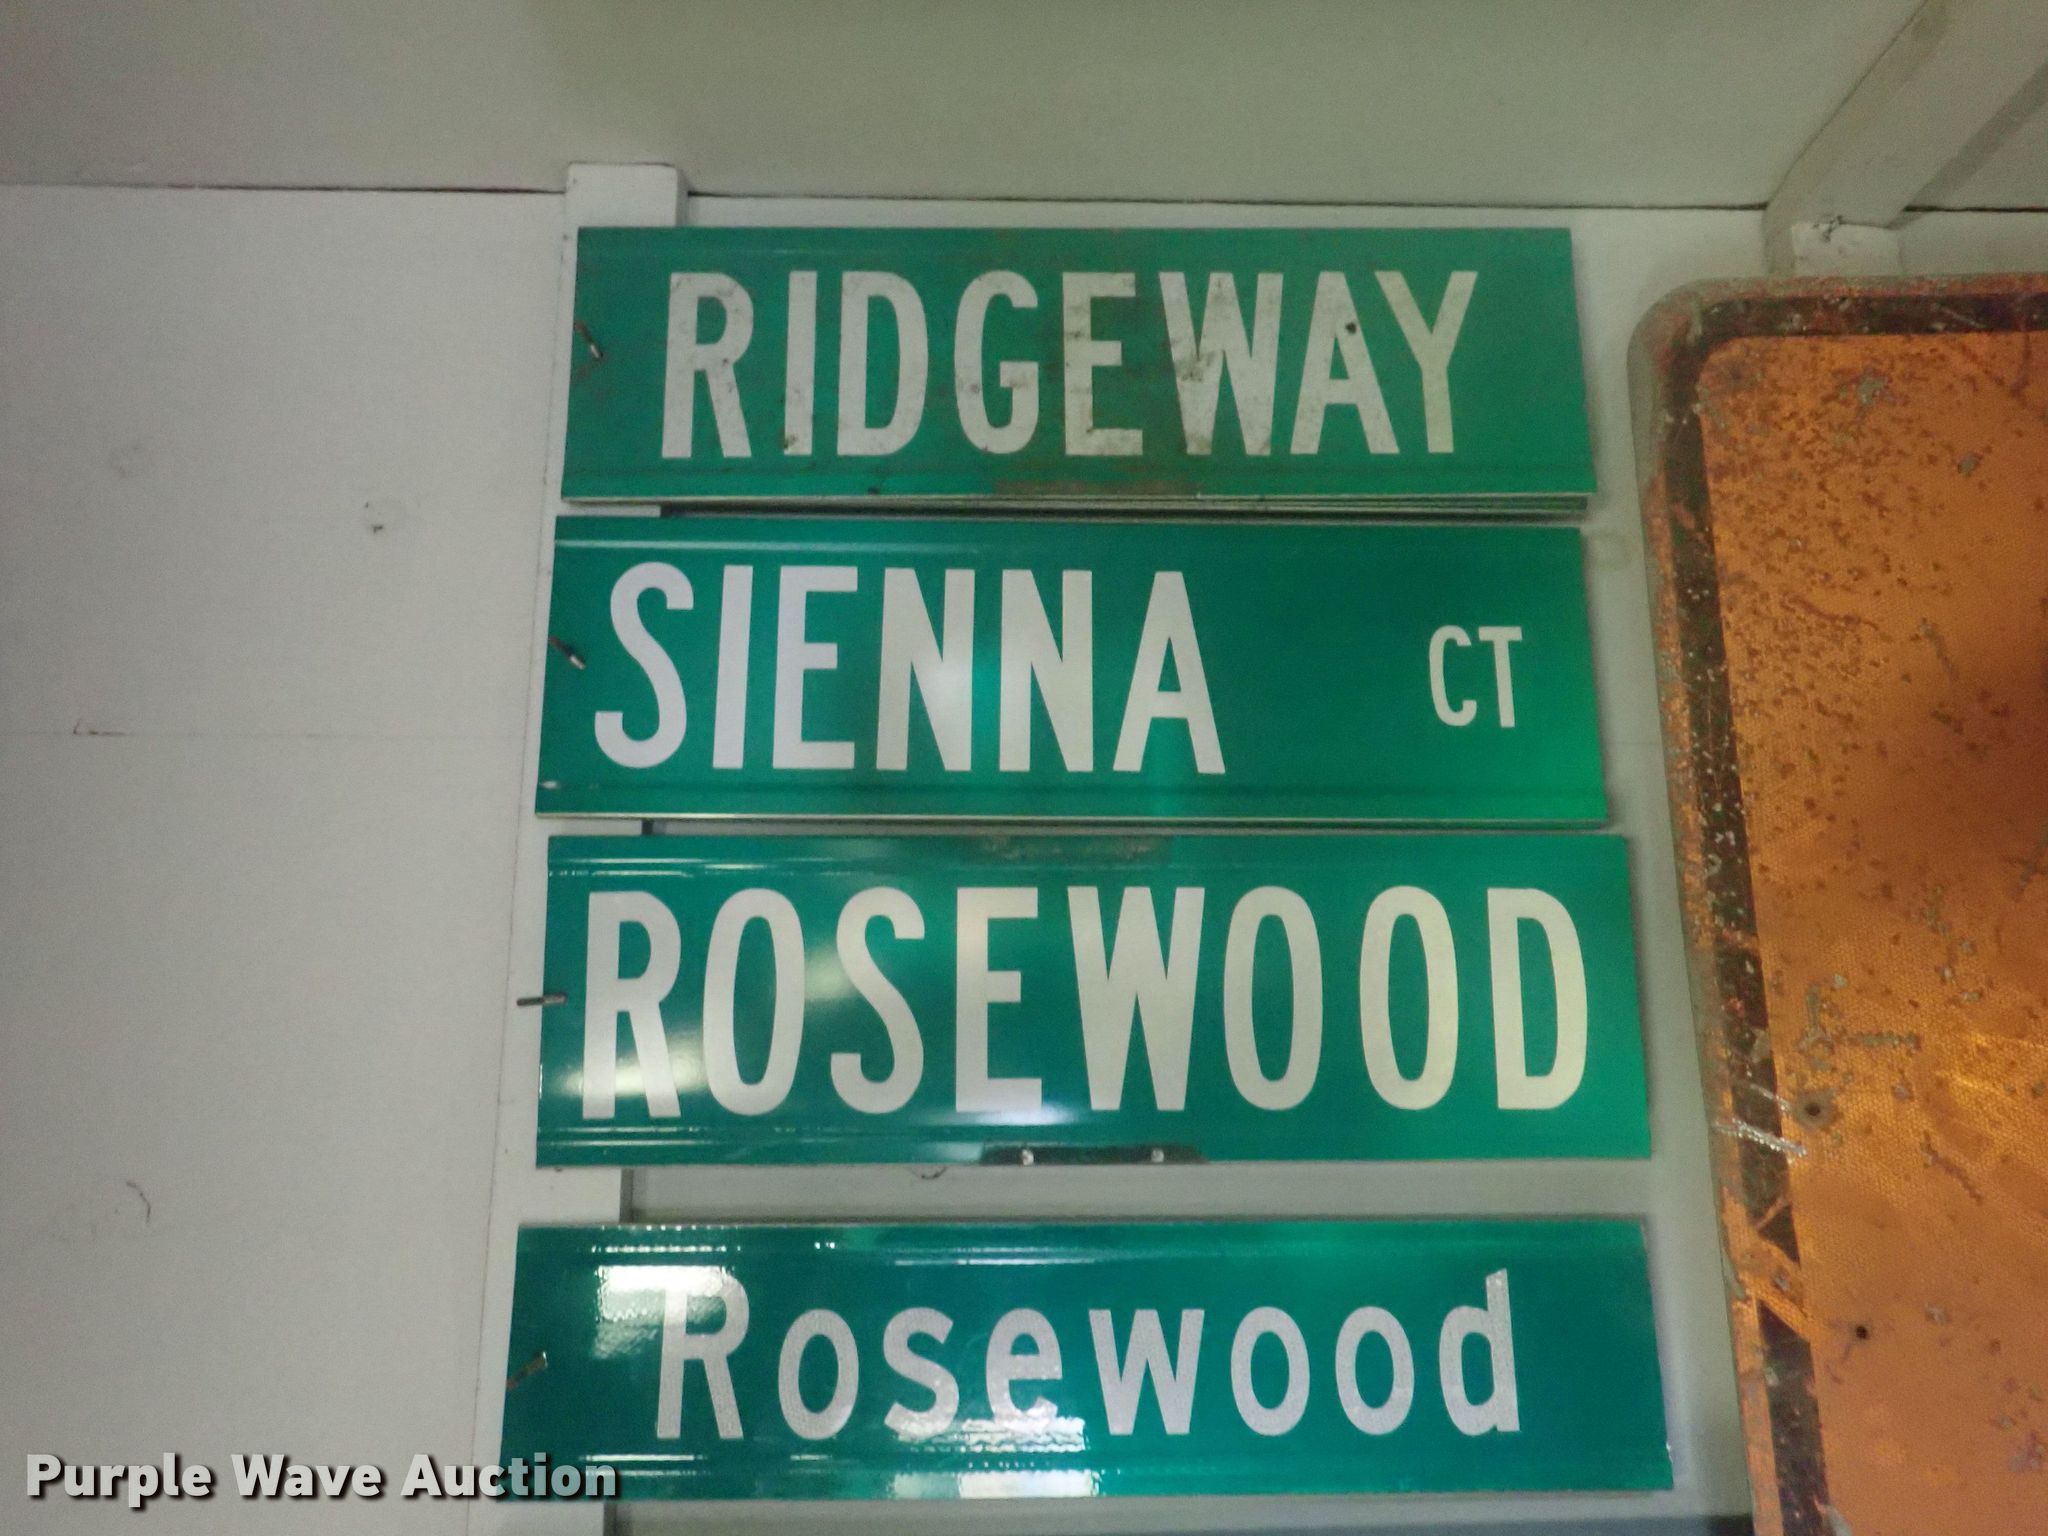 RIDGEWAY
SIENNA CT
ROSEWOOD
Rosewood
Purple Wave Auction